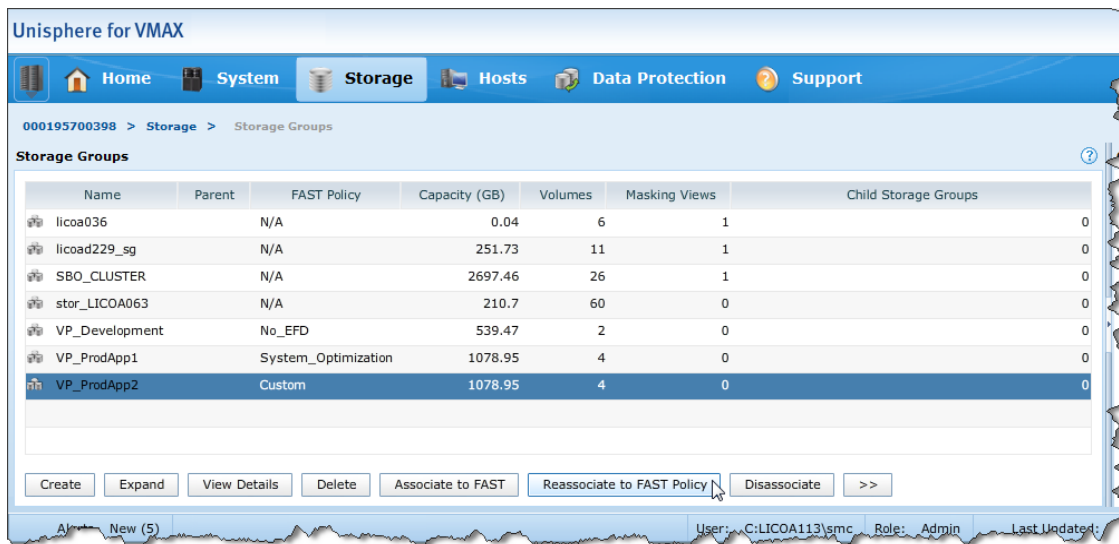 Unisphere for VMAX
Home System Storage Hosts Data Protection Support
000195700398 > Storage > Storage Groups
Storage Groups
Name Parent FAST Policy Capacity (GB) Volumes Masking Views Child Storage Groups
licoa036 N/A 0.04 6 1 0
licoad229_sg N/A 251.73 11 1 0
SBO_CLUSTER N/A 2697.46 26 1 0
stor_LICOA063 N/A 210.7 60 0 0
VP_Development No_EFD 539.47 2 0 0
VP_ProdApp1 System_Optimization 1078.95 4 0 0
VP_ProdApp2 Custom 1078.95 4 0 0
Create Expand View Details Delete Associate to FAST Reassociate to FAST Policy Disassociate >>
New (5) User: C:LICOA113\smc Role: Admin Last Updated: